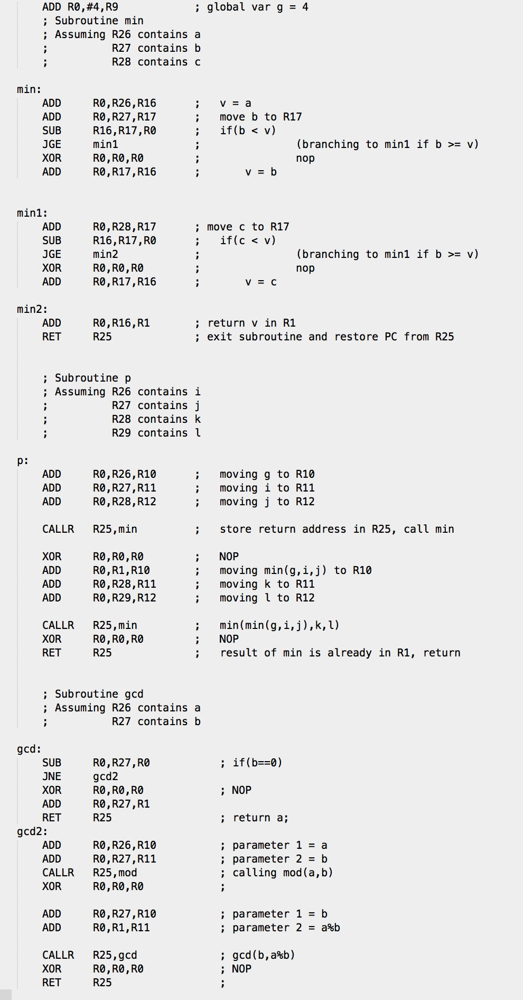 ADD R0,#4,R9 ; global var g = 4
; Subroutine min
; Assuming R26 contains a
; R27 contains b
; R28 contains c
min:
ADD R0,R26,R16 ; v = a
ADD R0,R27,R17 ; move b to R17
SUB R16,R17,R0 ; if(b < v)
JGE min1 ; (branching to min1 if b >= v)
XOR R0,R0,R0 ; nop
ADD R0,R17,R16 ; v = b
min1:
ADD R0,R28,R17 ; move c to R17
SUB R16,R17,R0 ; if(c < v)
JGE min2 ; (branching to min1 if b >= v)
XOR R0,R0,R0 ; nop
ADD R0,R17,R16 ; v = c
min2:
ADD R0,R16,R1 ; return v in R1
RET R25 ; exit subroutine and restore PC from R25
; Subroutine p
; Assuming R26 contains i
; R27 contains j
; R28 contains k
; R29 contains l
p:
ADD R0,R26,R10 ; moving g to R10
ADD R0,R27,R11 ; moving i to R11
ADD R0,R28,R12 ; moving j to R12
CALLR R25,min ; store return address in R25, call min
XOR R0,R0,R0 ; NOP
ADD R0,R1,R10 ; moving min(g,i,j) to R10
ADD R0,R28,R11 ; moving k to R11
ADD R0,R29,R12 ; moving l to R12
CALLR R25,min ; min(min(g,i,j),k,l)
XOR R0,R0,R0 ; NOP
RET R25 ; result of min is already in R1, return
; Subroutine gcd
; Assuming R26 contains a
; R27 contains b
gcd:
SUB R0,R27,R0 ; if(b==0)
JNE gcd2
XOR R0,R0,R0 ; NOP
ADD R0,R27,R1
RET R25 ; return a;
gcd2:
ADD R0,R26,R10 ; parameter 1 = a
ADD R0,R27,R11 ; parameter 2 = b
CALLR R25,mod ; calling mod(a,b)
XOR R0,R0,R0 ;
ADD R0,R27,R10 ; parameter 1 = b
ADD R0,R1,R11 ; parameter 2 = a%b
CALLR R25,gcd ; gcd(b,a%b)
XOR R0,R0,R0 ; NOP
RET R25 ;